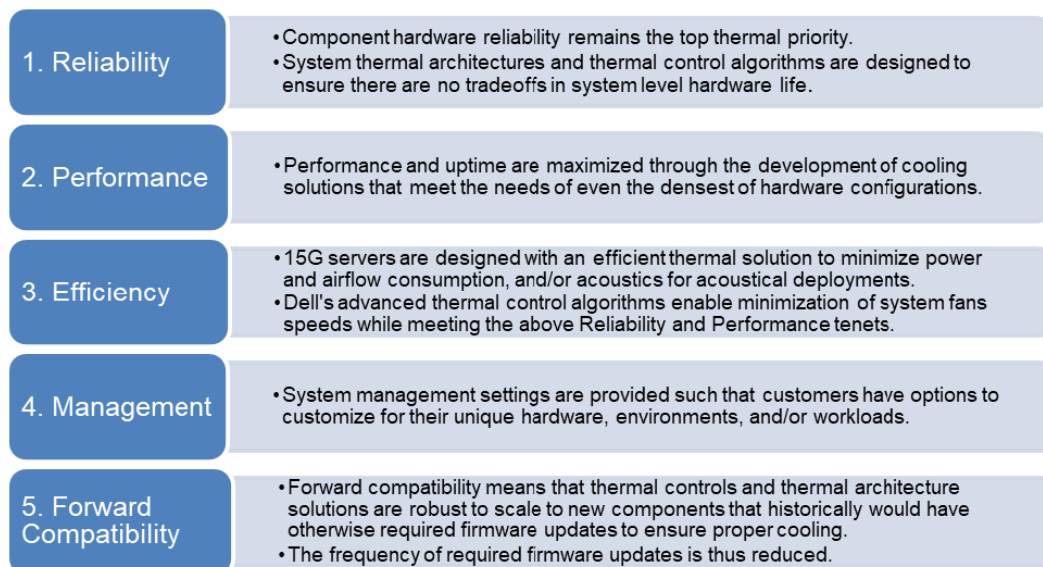 1. Reliability
•Component hardware reliability remains the top thermal priority.
•System thermal architectures and thermal control algorithms are designed to
ensure there are no tradeoffs in system level hardware life.
2. Performance
•Performance and uptime are maximized through the development of cooling
solutions that meet the needs of even the densest of hardware configurations.
3. Efficiency
•15G servers are designed with an efficient thermal solution to minimize power
and airflow consumption, and/or acoustics for acoustical deployments.
•Dell's advanced thermal control algorithms enable minimization of system fans
speeds while meeting the above Reliability and Performance tenets.
4. Management
•System management settings are provided such that customers have options to
customize for their unique hardware, environments, and/or workloads.
5. Forward
Compatibility
•Forward compatibility means that thermal controls and thermal architecture
solutions are robust to scale to new components that historically would have
otherwise required firmware updates to ensure proper cooling.
•The frequency of required firmware updates is thus reduced.